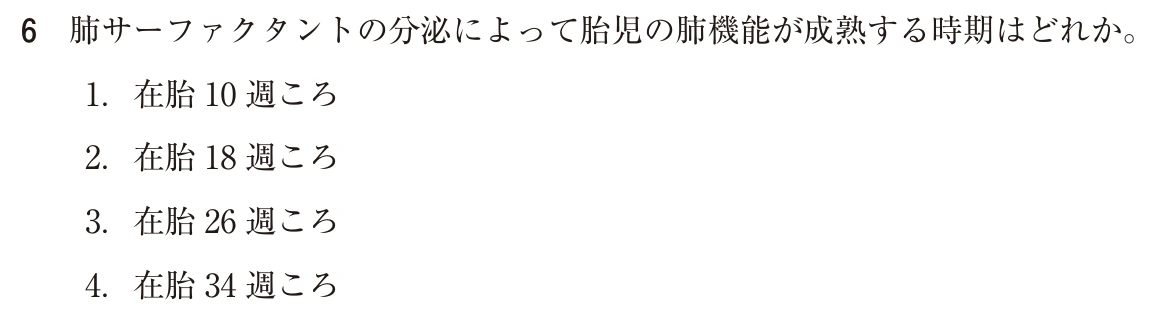 6 肺サーファクタントの分泌によって胎児の肺機能が成熟する時期はどれか。
1. 在胎 10 週ころ
2. 在胎 18 週ころ
3. 在胎 26 週ころ
4. 在胎 34 週ころ